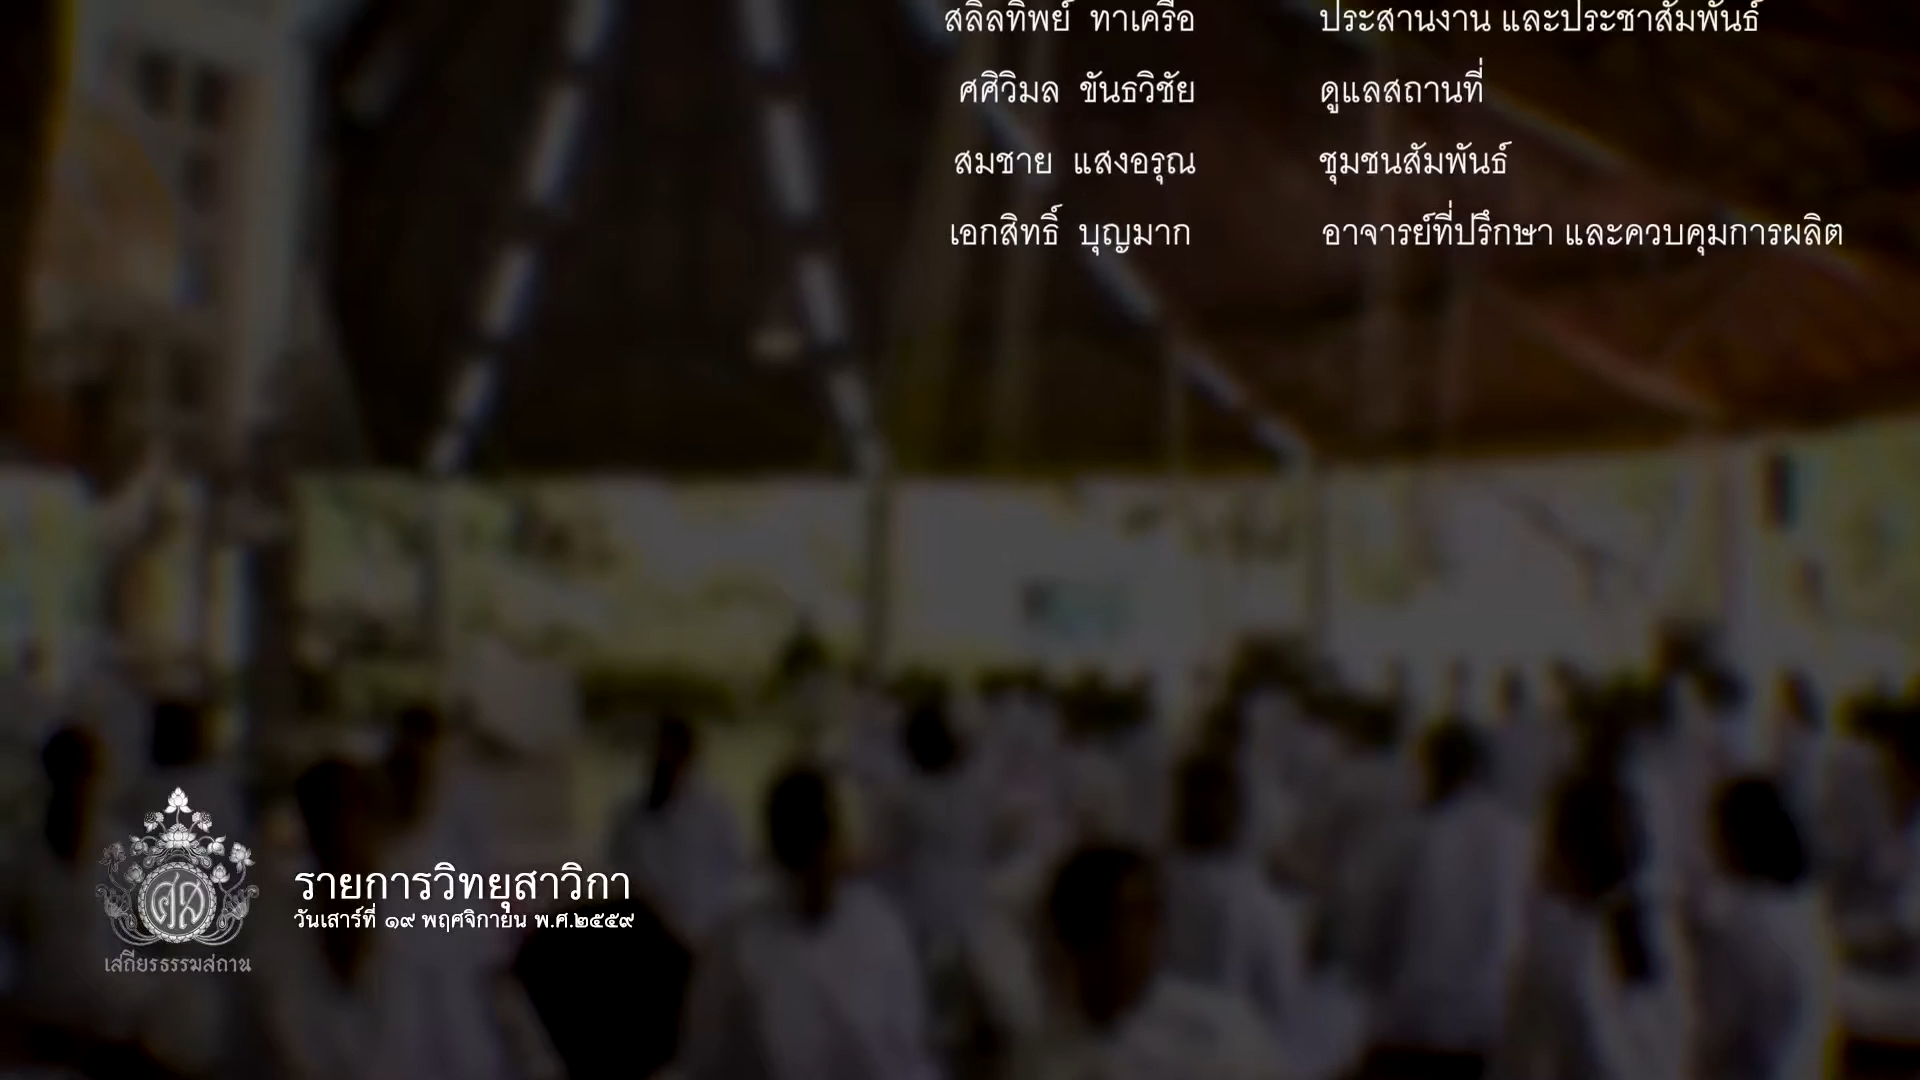 สลิลทิพย์ ทาเครือ ประสานงาน และประชาสัมพันธ์
ศศิวิมล ขันธวิชัย ดูแลสถานที่
สมชาย แสงอรุณ ชุมชนสัมพันธ์
เอกสิทธิ์ บุญมาก อาจารย์ที่ปรึกษา และควบคุมการผลิต
รายการวิทยุสาวิกา
วันเสาร์ที่ ๑๙ พฤศจิกายน พ.ศ.๒๕๕๙
ศส
เสถียรธรรมสถาน